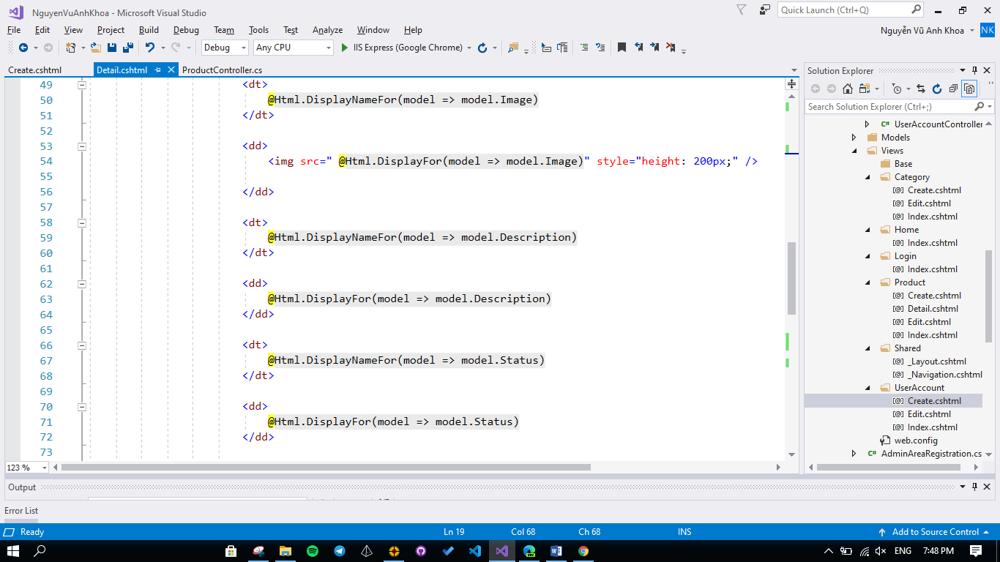 NguyenVuAnhKhoa - Microsoft Visual Studio
Quick Launch (Ctrl+Q)
File Edit View Project Build Debug Team Tools Test Analyze Window Help
Nguyễn Vũ Anh Khoa NK
Debug Any CPU IIS Express (Google Chrome)
Create.cshtml Detail.cshtml ProductController.cs
49 <dt>
50 @Html.DisplayNameFor(model => model.Image)
51 </dt>
52
53 <dd>
54 <img src=" @Html.DisplayFor(model => model.Image)" style="height: 200px;" />
55
56 </dd>
57
58 <dt>
59 @Html.DisplayNameFor(model => model.Description)
60 </dt>
61
62 <dd>
63 @Html.DisplayFor(model => model.Description)
64 </dd>
65
66 <dt>
67 @Html.DisplayNameFor(model => model.Status)
68 </dt>
69
70 <dd>
71 @Html.DisplayFor(model => model.Status)
72 </dd>
73
123 %
Solution Explorer
Search Solution Explorer (Ctrl+;)
C# UserAccountController
Models
Views
Base
Category
[@] Create.cshtml
[@] Edit.cshtml
[@] Index.cshtml
Home
[@] Index.cshtml
Login
[@] Index.cshtml
Product
[@] Create.cshtml
[@] Detail.cshtml
[@] Edit.cshtml
[@] Index.cshtml
Shared
[@] _Layout.cshtml
[@] _Navigation.cshtml
UserAccount
[@] Create.cshtml
[@] Edit.cshtml
[@] Index.cshtml
web.config
C# AdminAreaRegistration.cs
Output
Error List
Ready Ln 19 Col 68 Ch 68 INS Add to Source Control
DEV ENG 7:48 PM